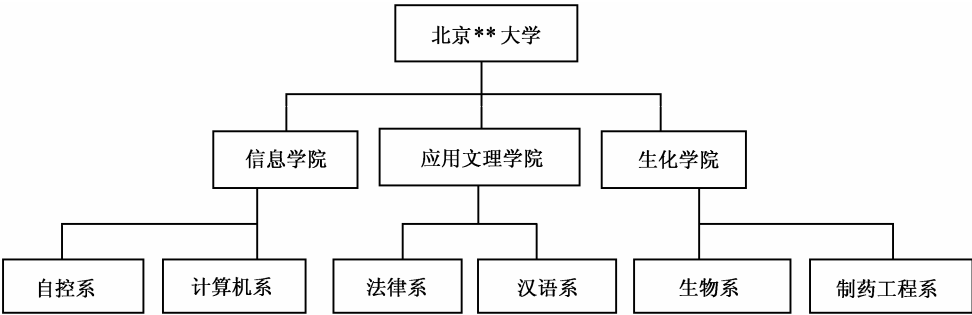 北京**大学
信息学院
应用文理学院
生化学院
自控系
计算机系
法律系
汉语系
生物系
制药工程系